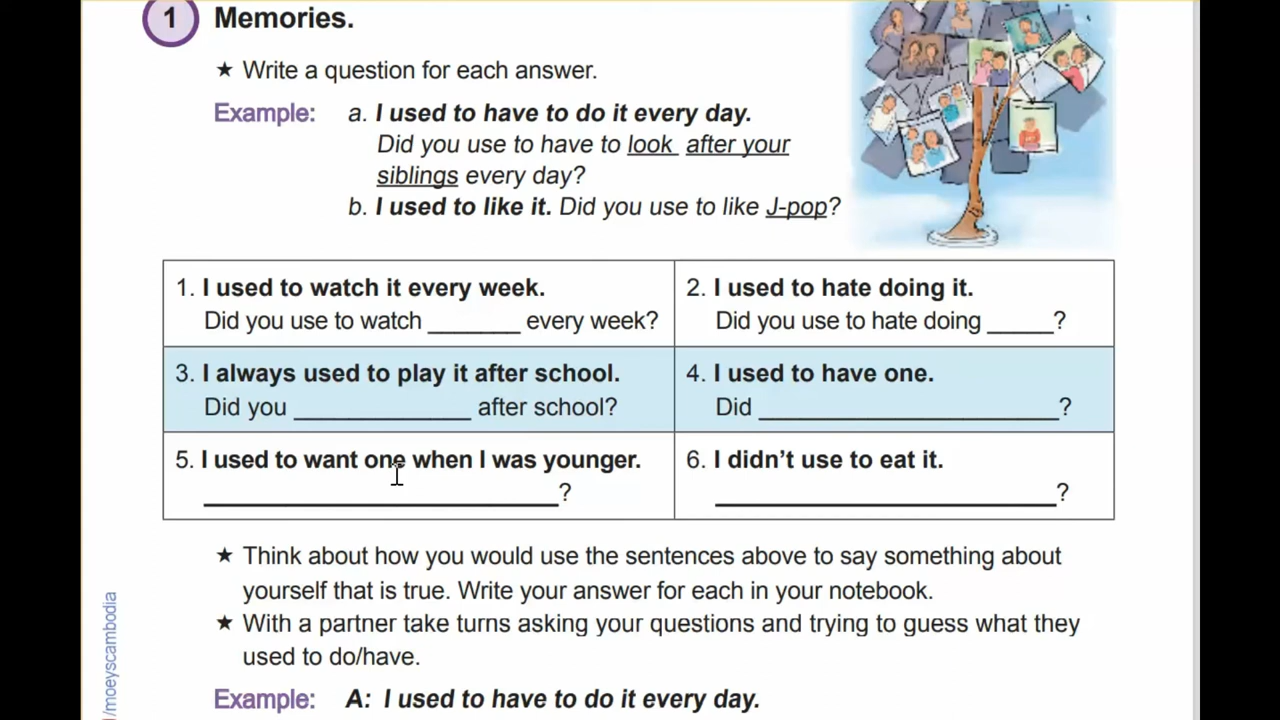 1 Memories.
★ Write a question for each answer.
Example: a. I used to have to do it every day.
Did you use to have to look after your
siblings every day?
b. I used to like it. Did you use to like J-pop?
1. I used to watch it every week.
Did you use to watch _______ every week?
2. I used to hate doing it.
Did you use to hate doing _____?
3. I always used to play it after school.
Did you _____________ after school?
4. I used to have one.
Did ______________________?
5. I used to want one when I was younger.
__________________________?
6. I didn't use to eat it.
_________________________?
★ Think about how you would use the sentences above to say something about
yourself that is true. Write your answer for each in your notebook.
★ With a partner take turns asking your questions and trying to guess what they
used to do/have.
Example: A: I used to have to do it every day.
/moeyscambodia